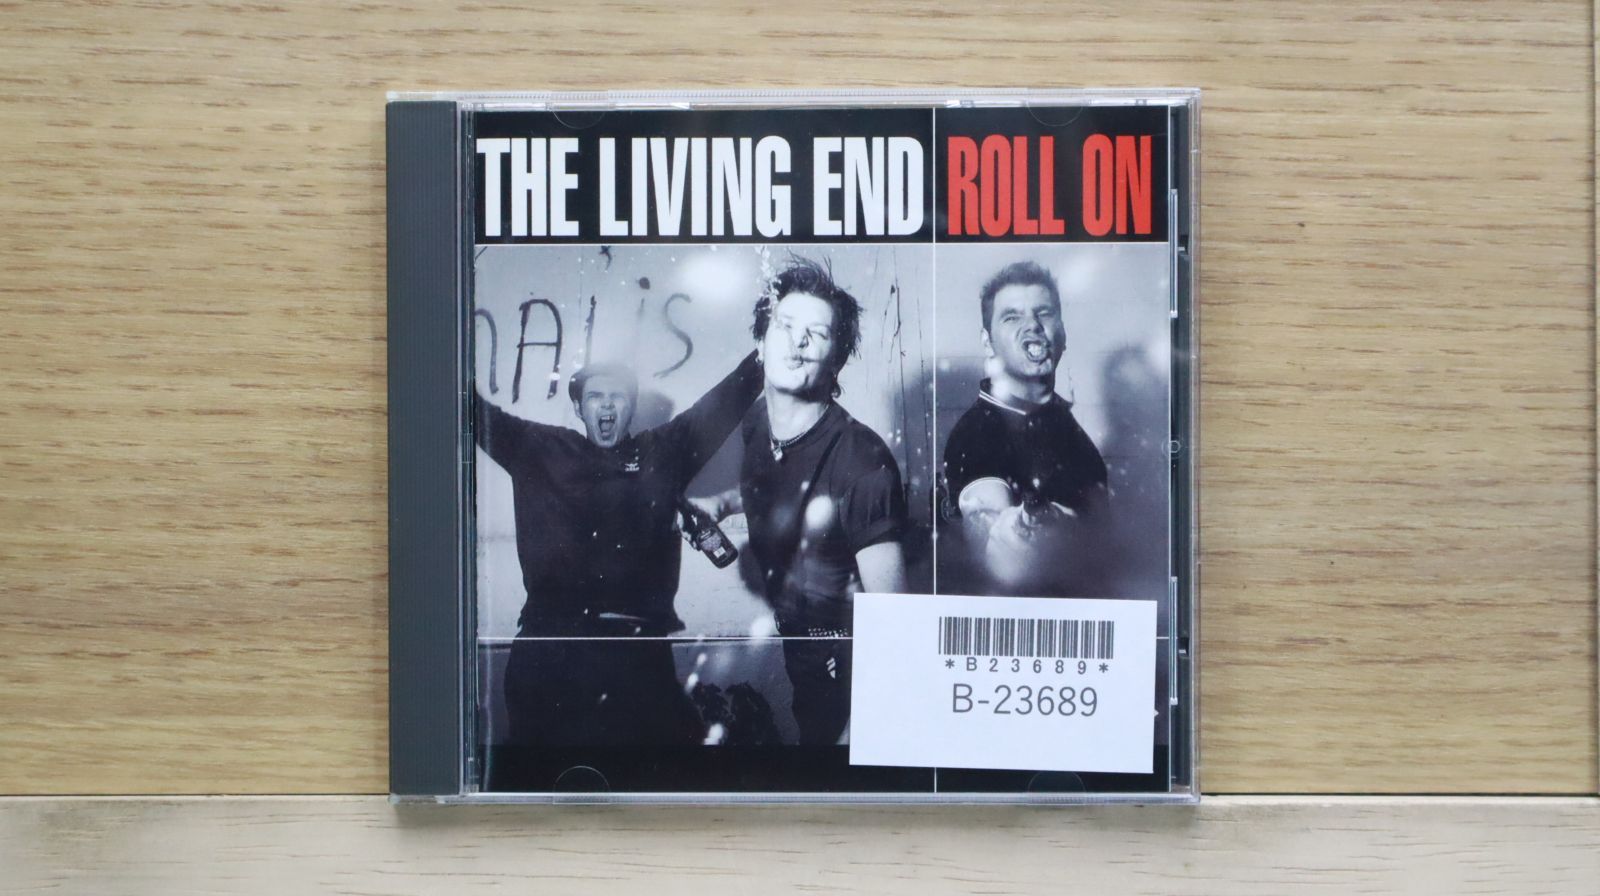 THE LIVING END ROLL ON
*B23689*
B-23689